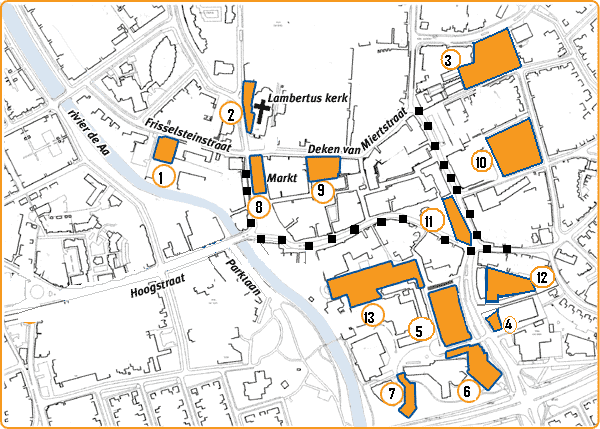 3
2
Lambertus kerk
rivier de Aa
Frisselsteinstraat
Deken van Miertstraat
10
1
Markt
9
8
11
Hoogstraat
Parklaan
12
13
5
4
7
6